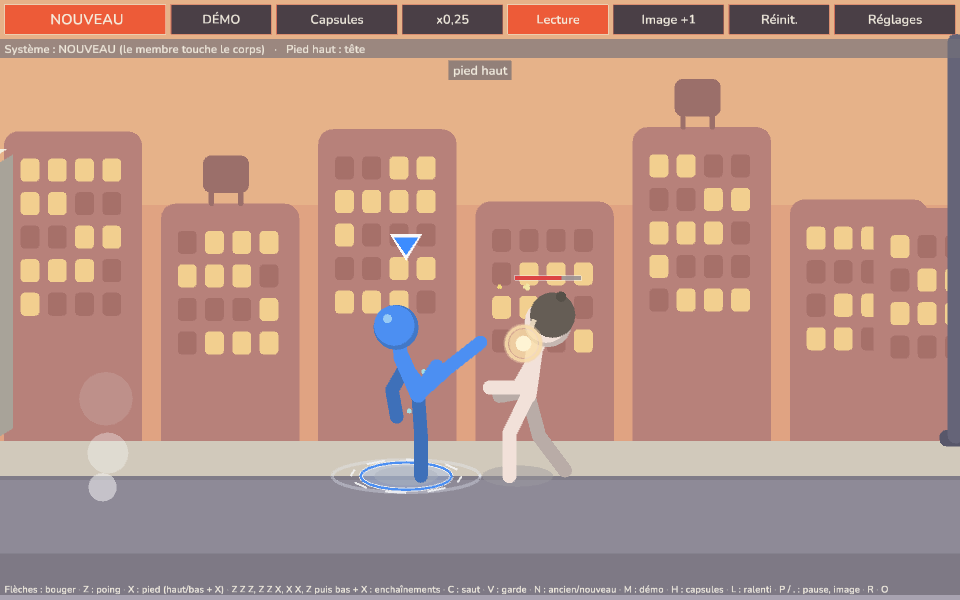 NOUVEAU DÉMO Capsules x0,25 Lecture Image +1 Réinit. Réglages
Système : NOUVEAU (le membre touche le corps) · Pied haut : tête
pied haut
Flèches : bouger · Z : poing · X : pied (haut/bas + X) · Z Z Z, Z Z X, X X, Z puis bas + X : enchaînements · C : saut · V : garde · N : ancien/nouveau · M : démo · H : capsules · L : ralenti · P / . : pause, image · R · O